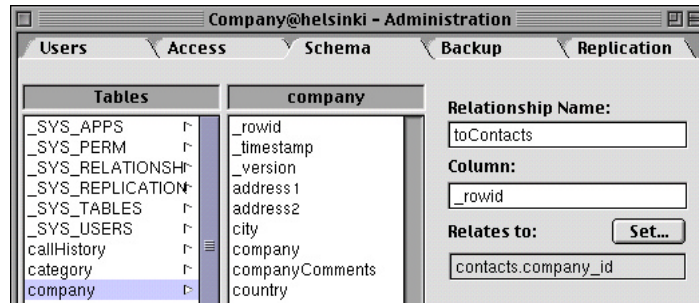 Company@helsinki - Administration
Users Access Schema Backup Replication
Tables
_SYS_APPS
_SYS_PERM
_SYS_RELATIONSH
_SYS_REPLICATION
_SYS_TABLES
_SYS_USERS
callHistory
category
company
company
_rowid
_timestamp
_version
address1
address2
city
company
companyComments
country
Relationship Name:
toContacts
Column:
_rowid
Relates to:
Set...
contacts.company_id